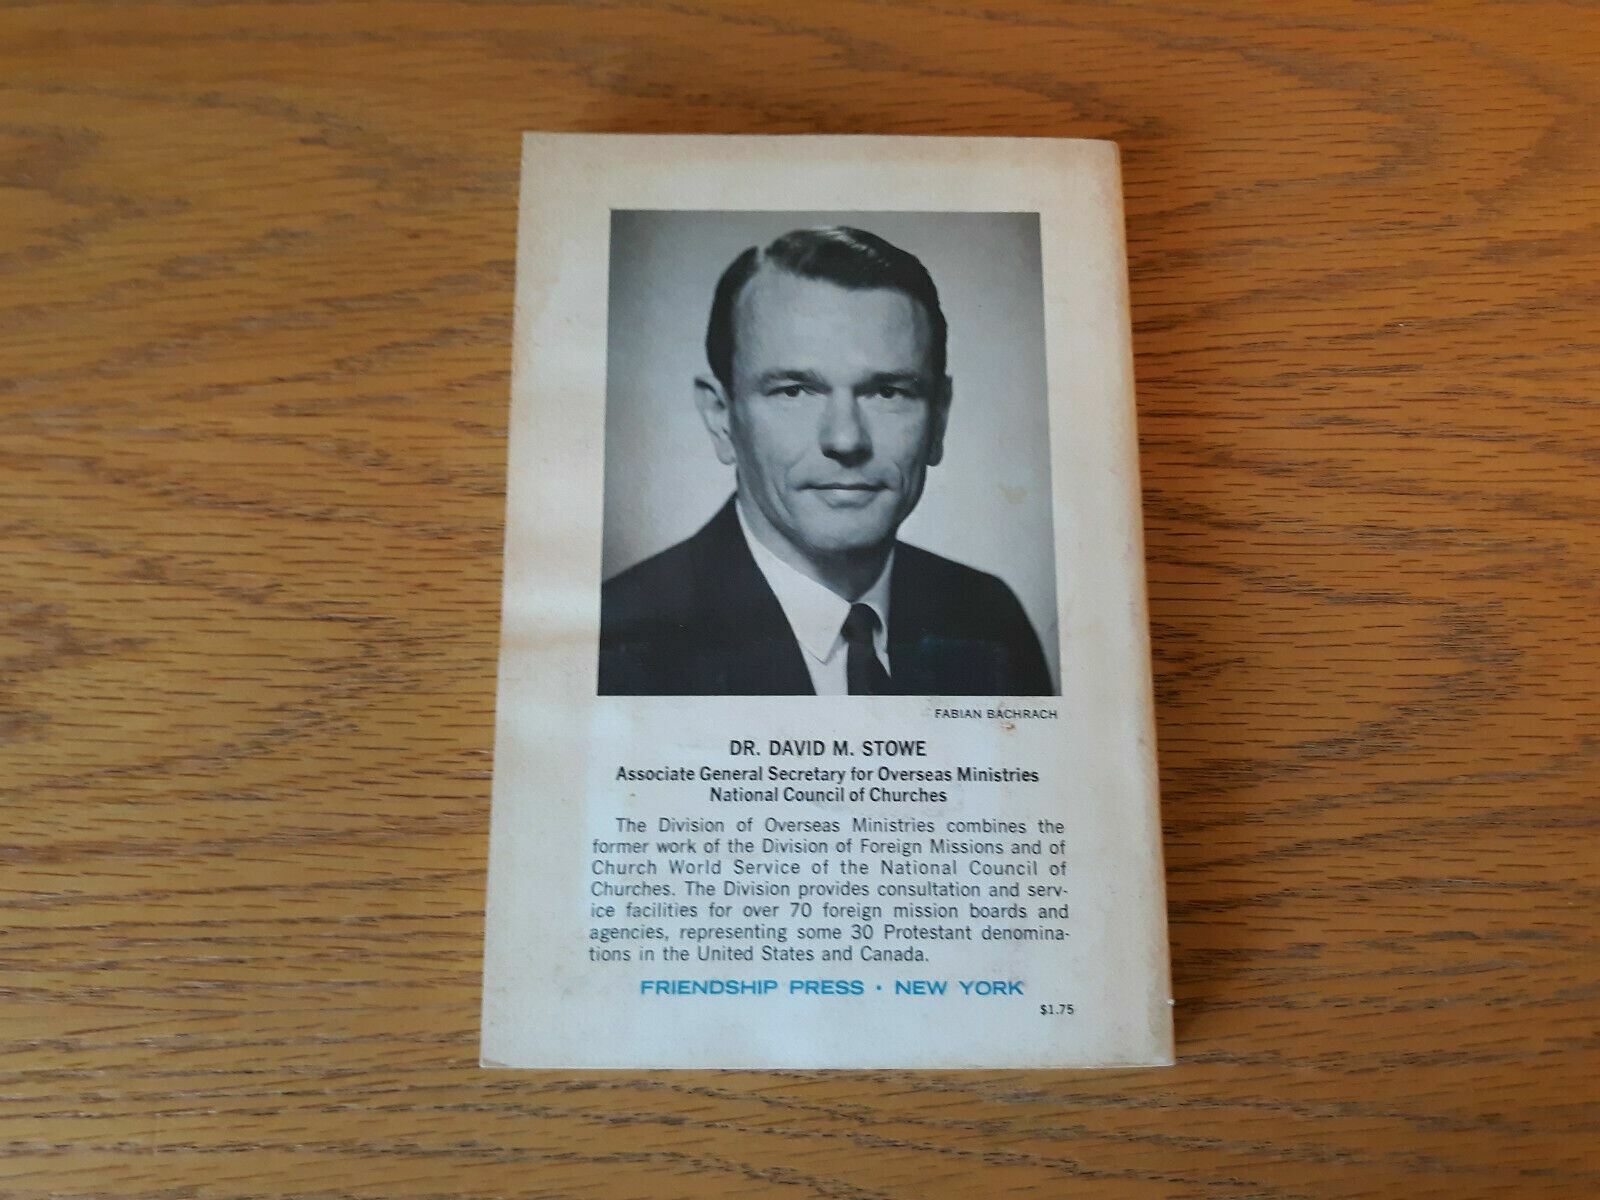 FABIAN BACHRACH
DR. DAVID M. STOWE
Associate General Secretary for Overseas Ministries
National Council of Churches
The Division of Overseas Ministries combines the
former work of the Division of Foreign Missions and of
Church World Service of the National Council of
Churches. The Division provides consultation and serv-
ice facilities for over 70 foreign mission boards and
agencies, representing some 30 Protestant denomina-
tions in the United States and Canada.
FRIENDSHIP PRESS • NEW YORK
$1.75